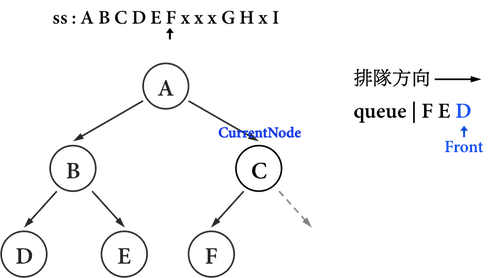 ss : A B C D E F x x x G H x I
A
排隊方向
queue | F E D
CurrentNode
Front
B
C
D
E
F